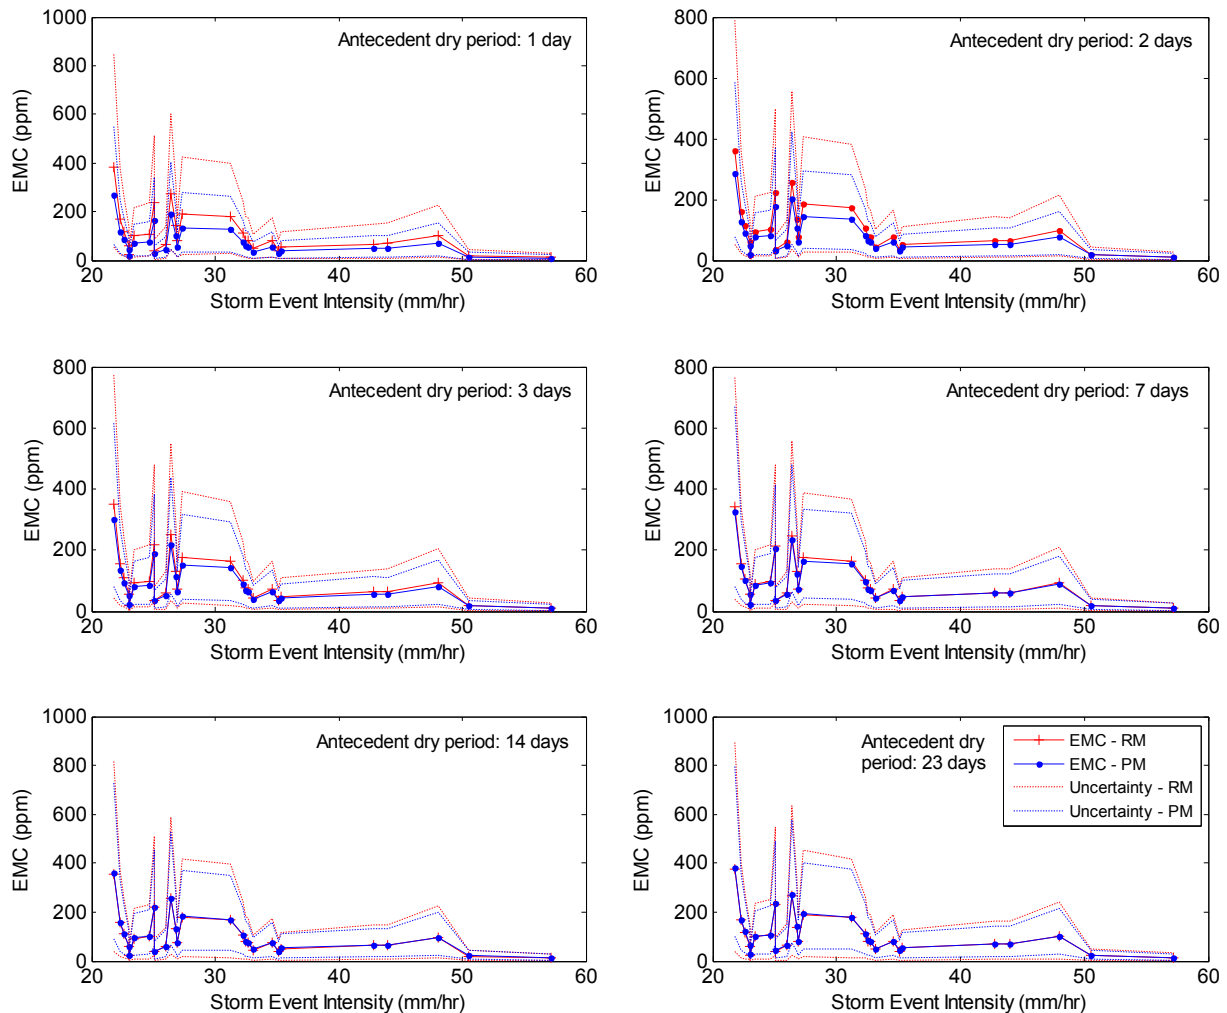 1000
800
600
400
200
0
EMC (ppm)
Antecedent dry period: 1 day
20 30 40 50 60
Storm Event Intensity (mm/hr)
800
600
400
200
0
EMC (ppm)
Antecedent dry period: 2 days
20 30 40 50 60
Storm Event Intensity (mm/hr)
800
600
400
200
0
EMC (ppm)
Antecedent dry period: 3 days
20 30 40 50 60
Storm Event Intensity (mm/hr)
800
600
400
200
0
EMC (ppm)
Antecedent dry period: 7 days
20 30 40 50 60
Storm Event Intensity (mm/hr)
1000
800
600
400
200
0
EMC (ppm)
Antecedent dry period: 14 days
20 30 40 50 60
Storm Event Intensity (mm/hr)
1000
800
600
400
200
0
EMC (ppm)
Antecedent dry
period: 23 days
EMC - RM
EMC - PM
Uncertainty - RM
Uncertainty - PM
20 30 40 50 60
Storm Event Intensity (mm/hr)